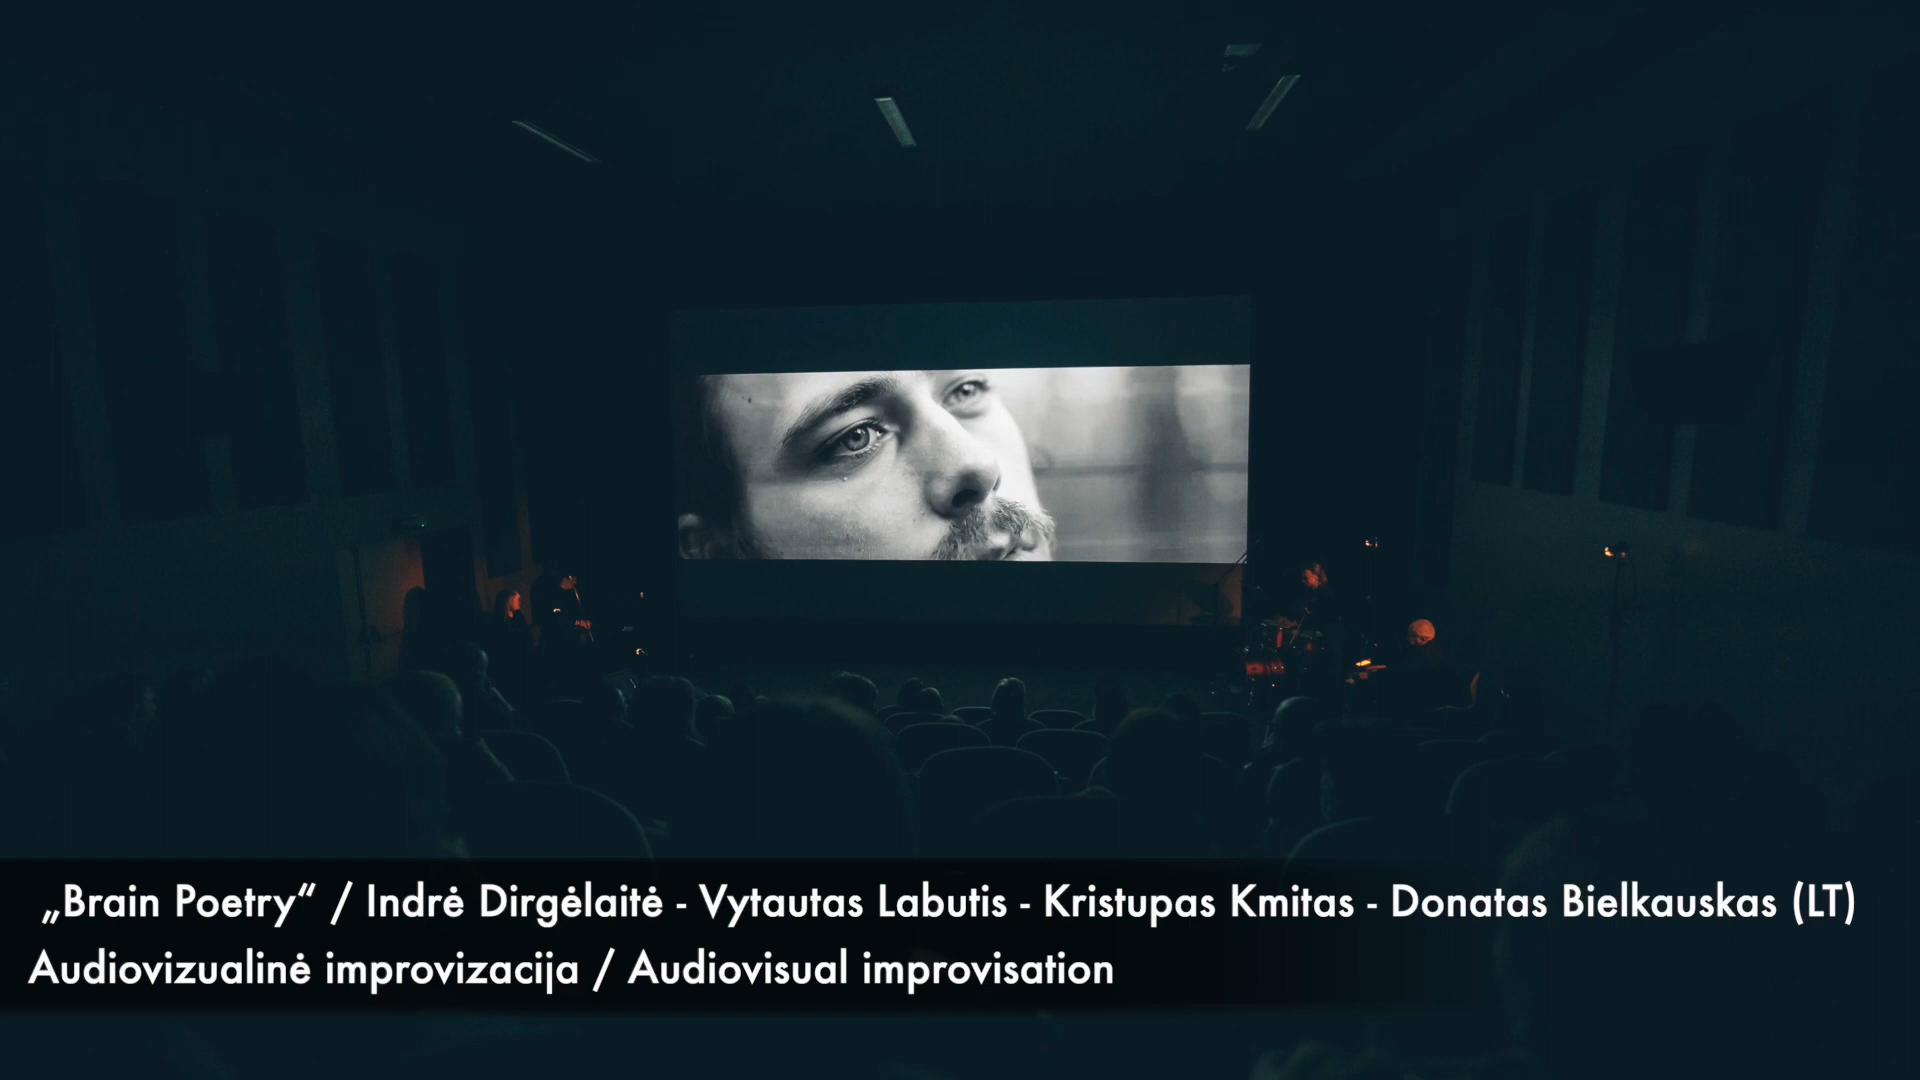 „Brain Poetry“ / Indrė Dirgėlaitė - Vytautas Labutis - Kristupas Kmitas - Donatas Bielkauskas (LT)
Audiovizualinė improvizacija / Audiovisual improvisation